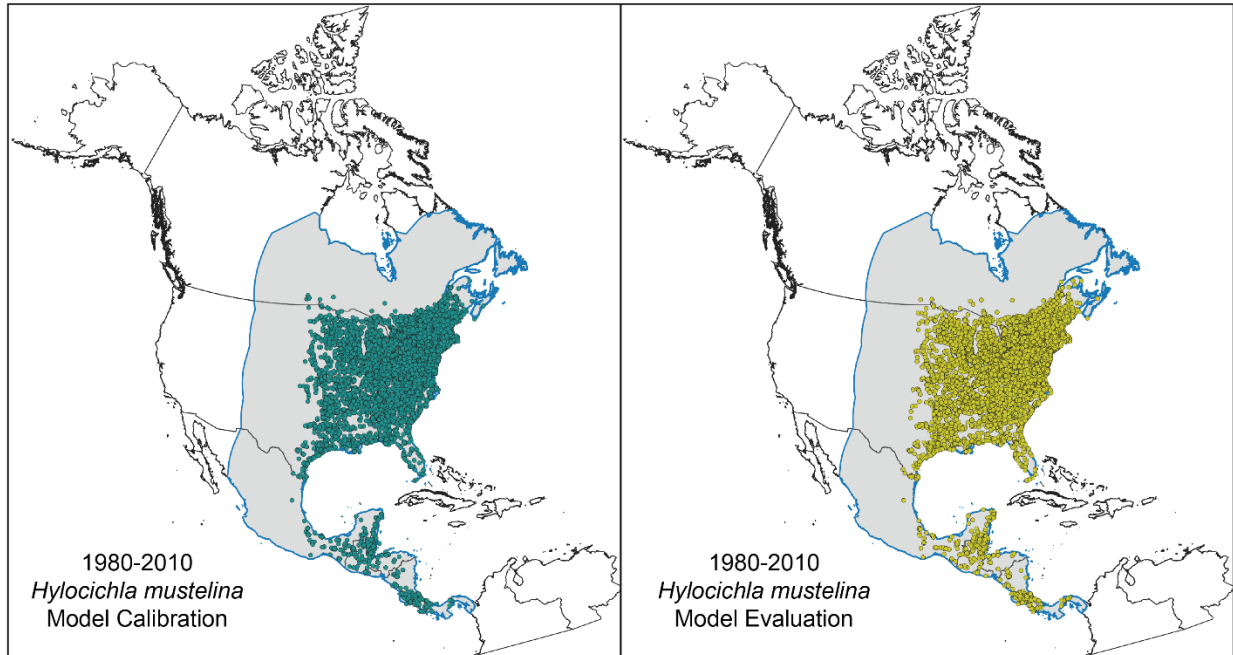 1980-2010
Hylocichla mustelina
Model Calibration
1980-2010
Hylocichla mustelina
Model Evaluation